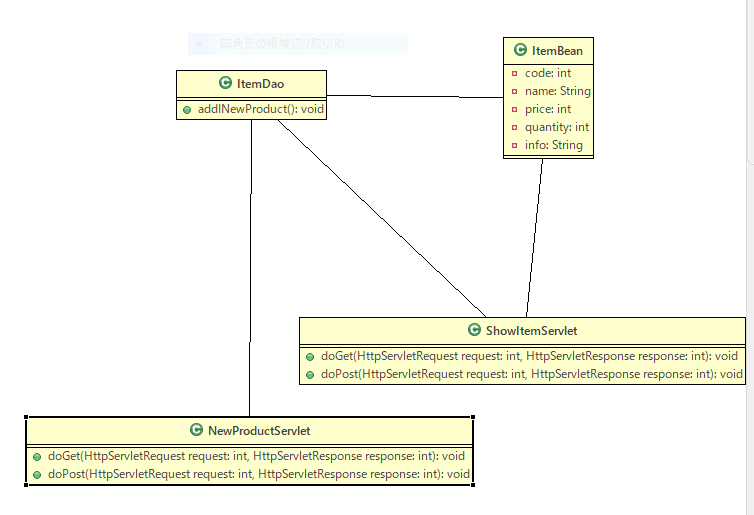 四角形の領域切り取り(R)
ItemDao
addlNewProduct(): void
ItemBean
code: int
name: String
price: int
quantity: int
info: String
ShowItemServlet
doGet(HttpServletRequest request: int, HttpServletResponse response: int): void
doPost(HttpServletRequest request: int, HttpServletResponse response: int): void
NewProductServlet
doGet(HttpServletRequest request: int, HttpServletResponse response: int): void
doPost(HttpServletRequest request: int, HttpServletResponse response: int): void